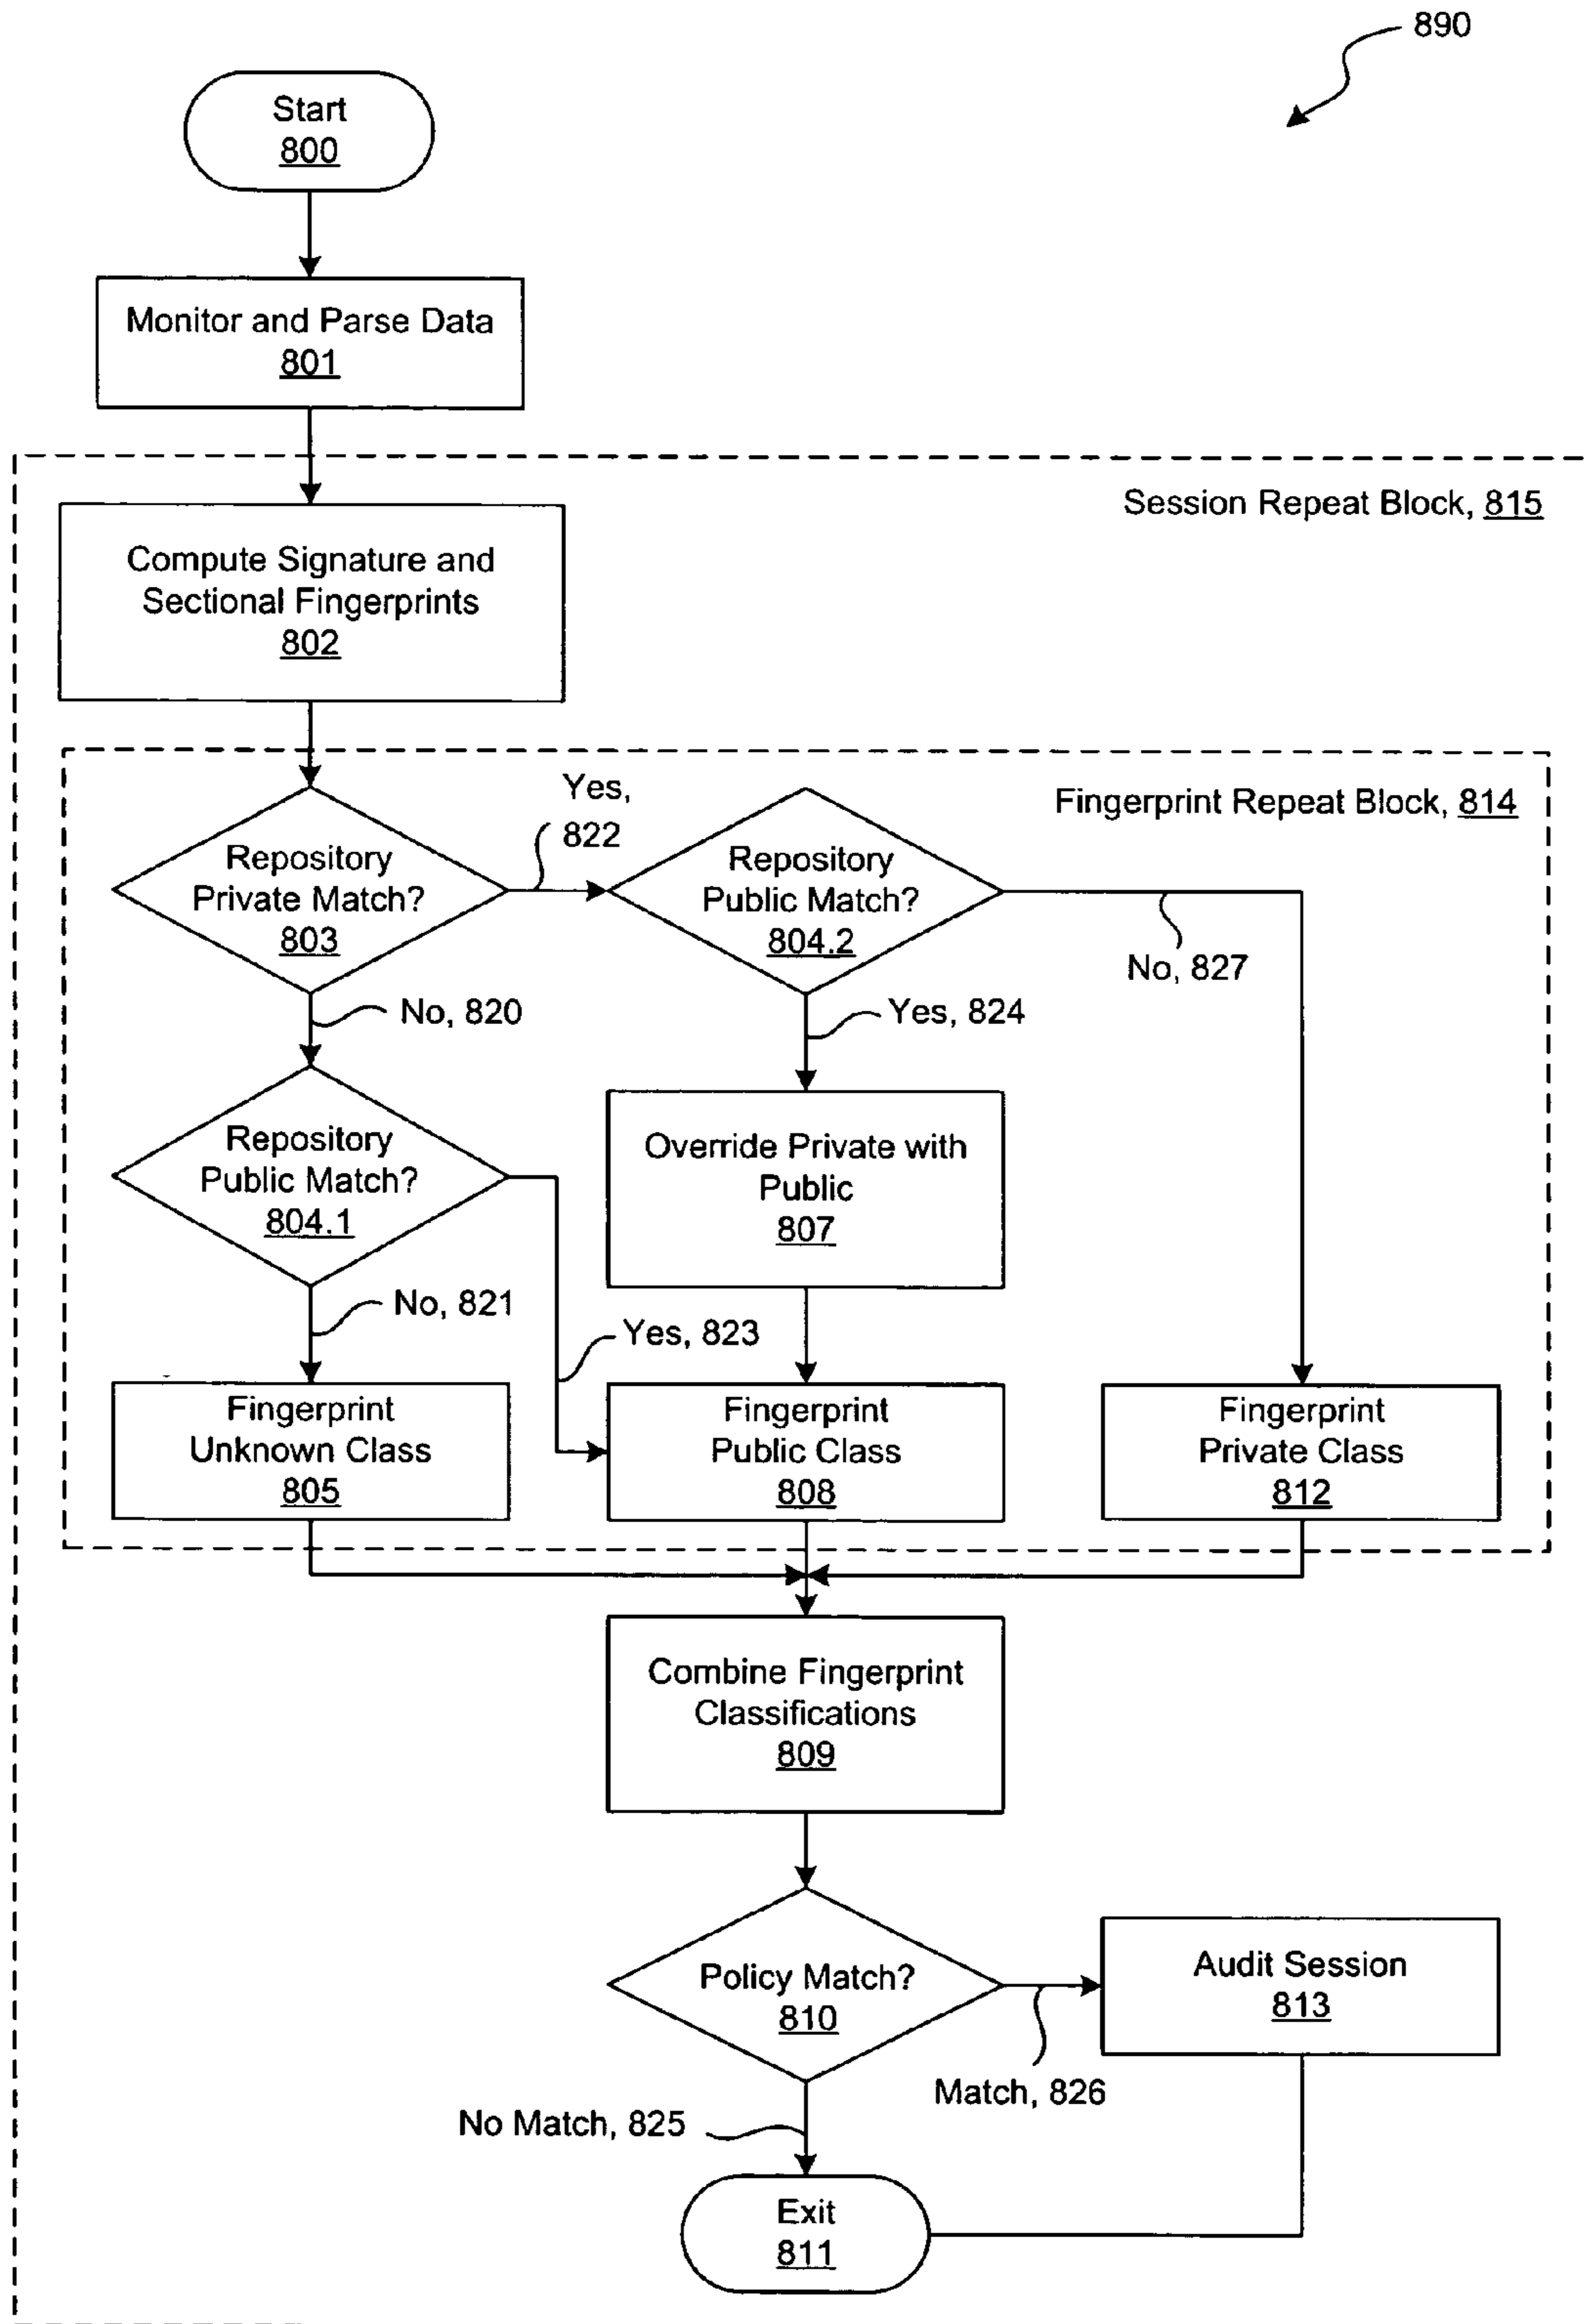 890
Start
800
Monitor and Parse Data
801
Session Repeat Block, 815
Compute Signature and
Sectional Fingerprints
802
Fingerprint Repeat Block, 814
Repository
Private Match?
803
Yes,
822
Repository
Public Match?
804.2
No, 827
No, 820
Yes, 824
Repository
Public Match?
804.1
Override Private with
Public
807
No, 821
Yes, 823
Fingerprint
Unknown Class
805
Fingerprint
Public Class
808
Fingerprint
Private Class
812
Combine Fingerprint
Classifications
809
Policy Match?
810
Audit Session
813
Match, 826
No Match, 825
Exit
811